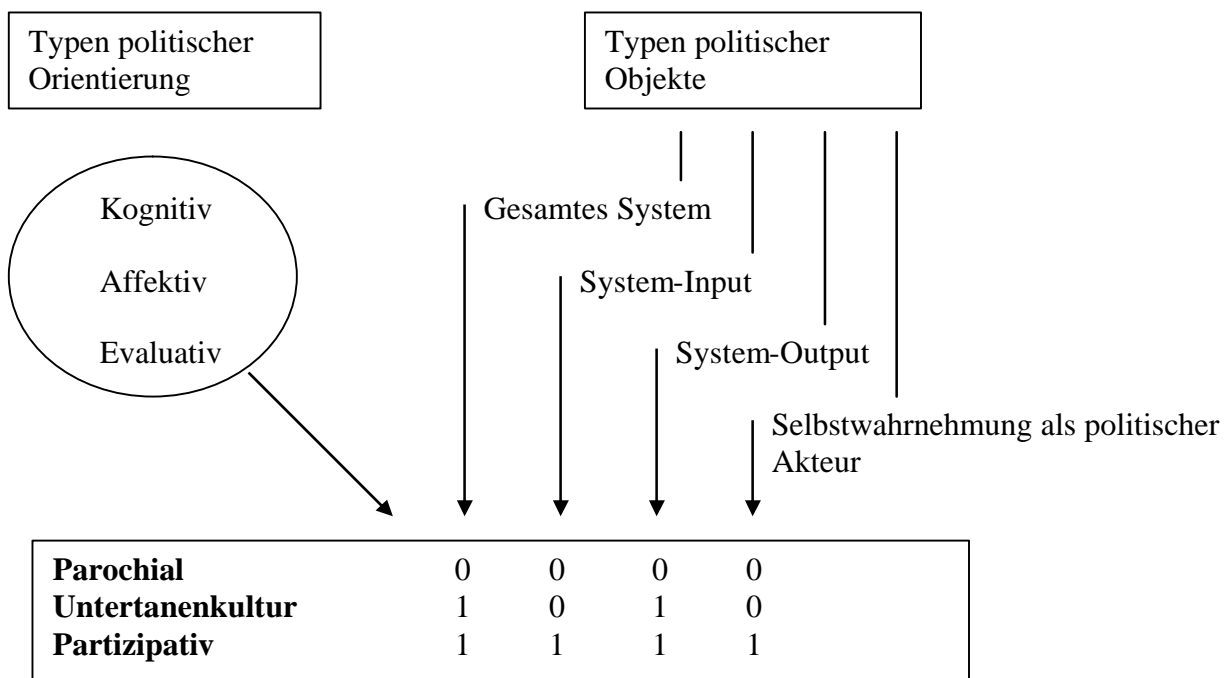 Typen politischer
Orientierung
Typen politischer
Objekte
Kognitiv
Affektiv
Evaluativ
Gesamtes System
System-Input
System-Output
Selbstwahrnehmung als politischer
Akteur
Parochial 0 0 0 0
Untertanenkultur 1 0 1 0
Partizipativ 1 1 1 1